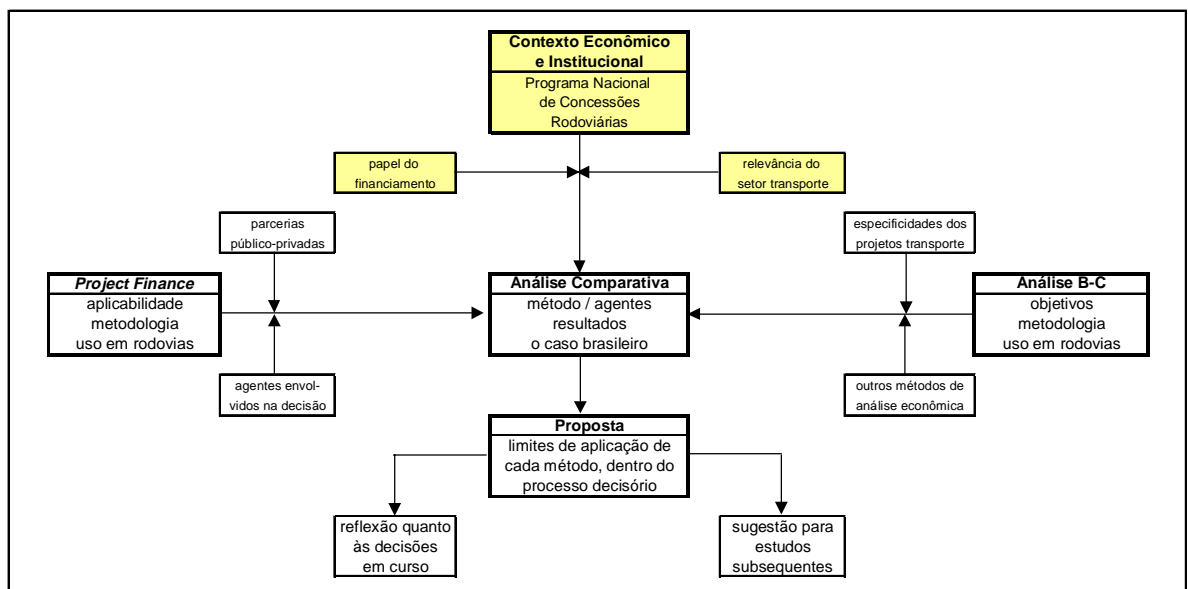 Contexto Econômico
e Institucional
Programa Nacional
de Concessões
Rodoviárias
papel do
financiamento
relevância do
setor transporte
parcerias
público-privadas
especificidades dos
projetos transporte
Project Finance
aplicabilidade
metodologia
uso em rodovias
Análise Comparativa
método / agentes
resultados
o caso brasileiro
Análise B-C
objetivos
metodologia
uso em rodovias
agentes envol-
vidos na decisão
outros métodos de
análise econômica
Proposta
limites de aplicação de
cada método, dentro do
processo decisório
reflexão quanto
às decisões
em curso
sugestão para
estudos
subsequentes